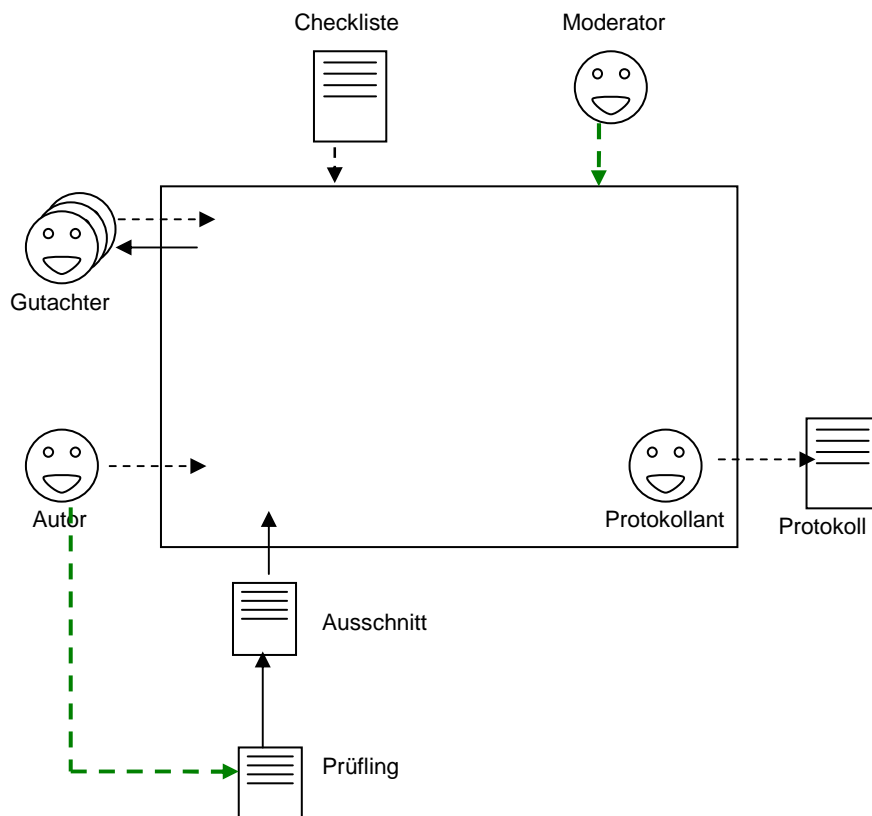 Checkliste
Moderator
Gutachter
Autor
Protokollant
Protokoll
Ausschnitt
Prüfling